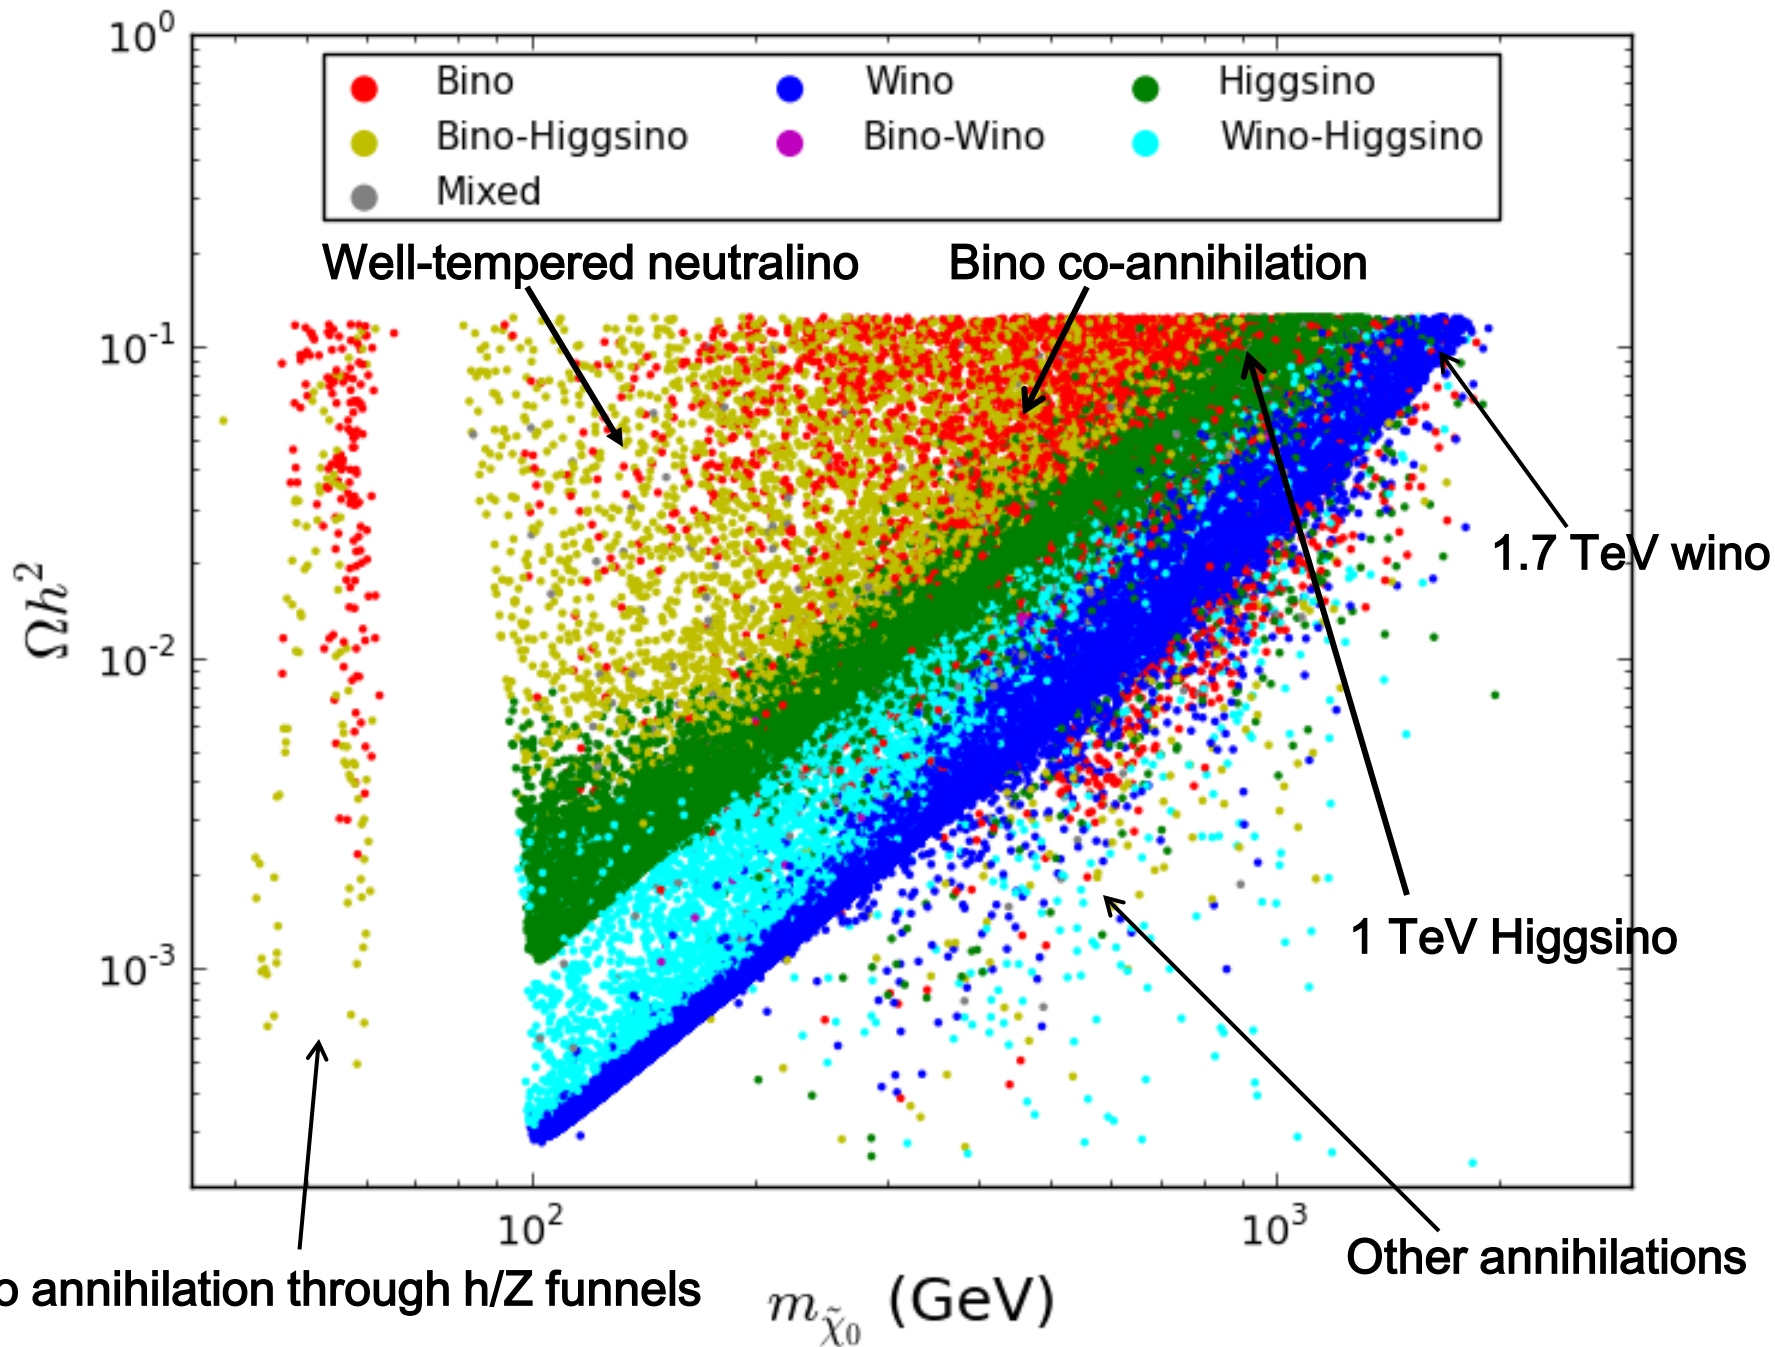 10^0
Bino Wino Higgsino
Bino-Higgsino Bino-Wino Wino-Higgsino
Mixed
Well-tempered neutralino Bino co-annihilation
10^-1
1.7 TeV wino
Ωh^2
10^-2
1 TeV Higgsino
10^-3
10^2 10^3
Other annihilations
o annihilation through h/Z funnels
m_χ̃0 (GeV)